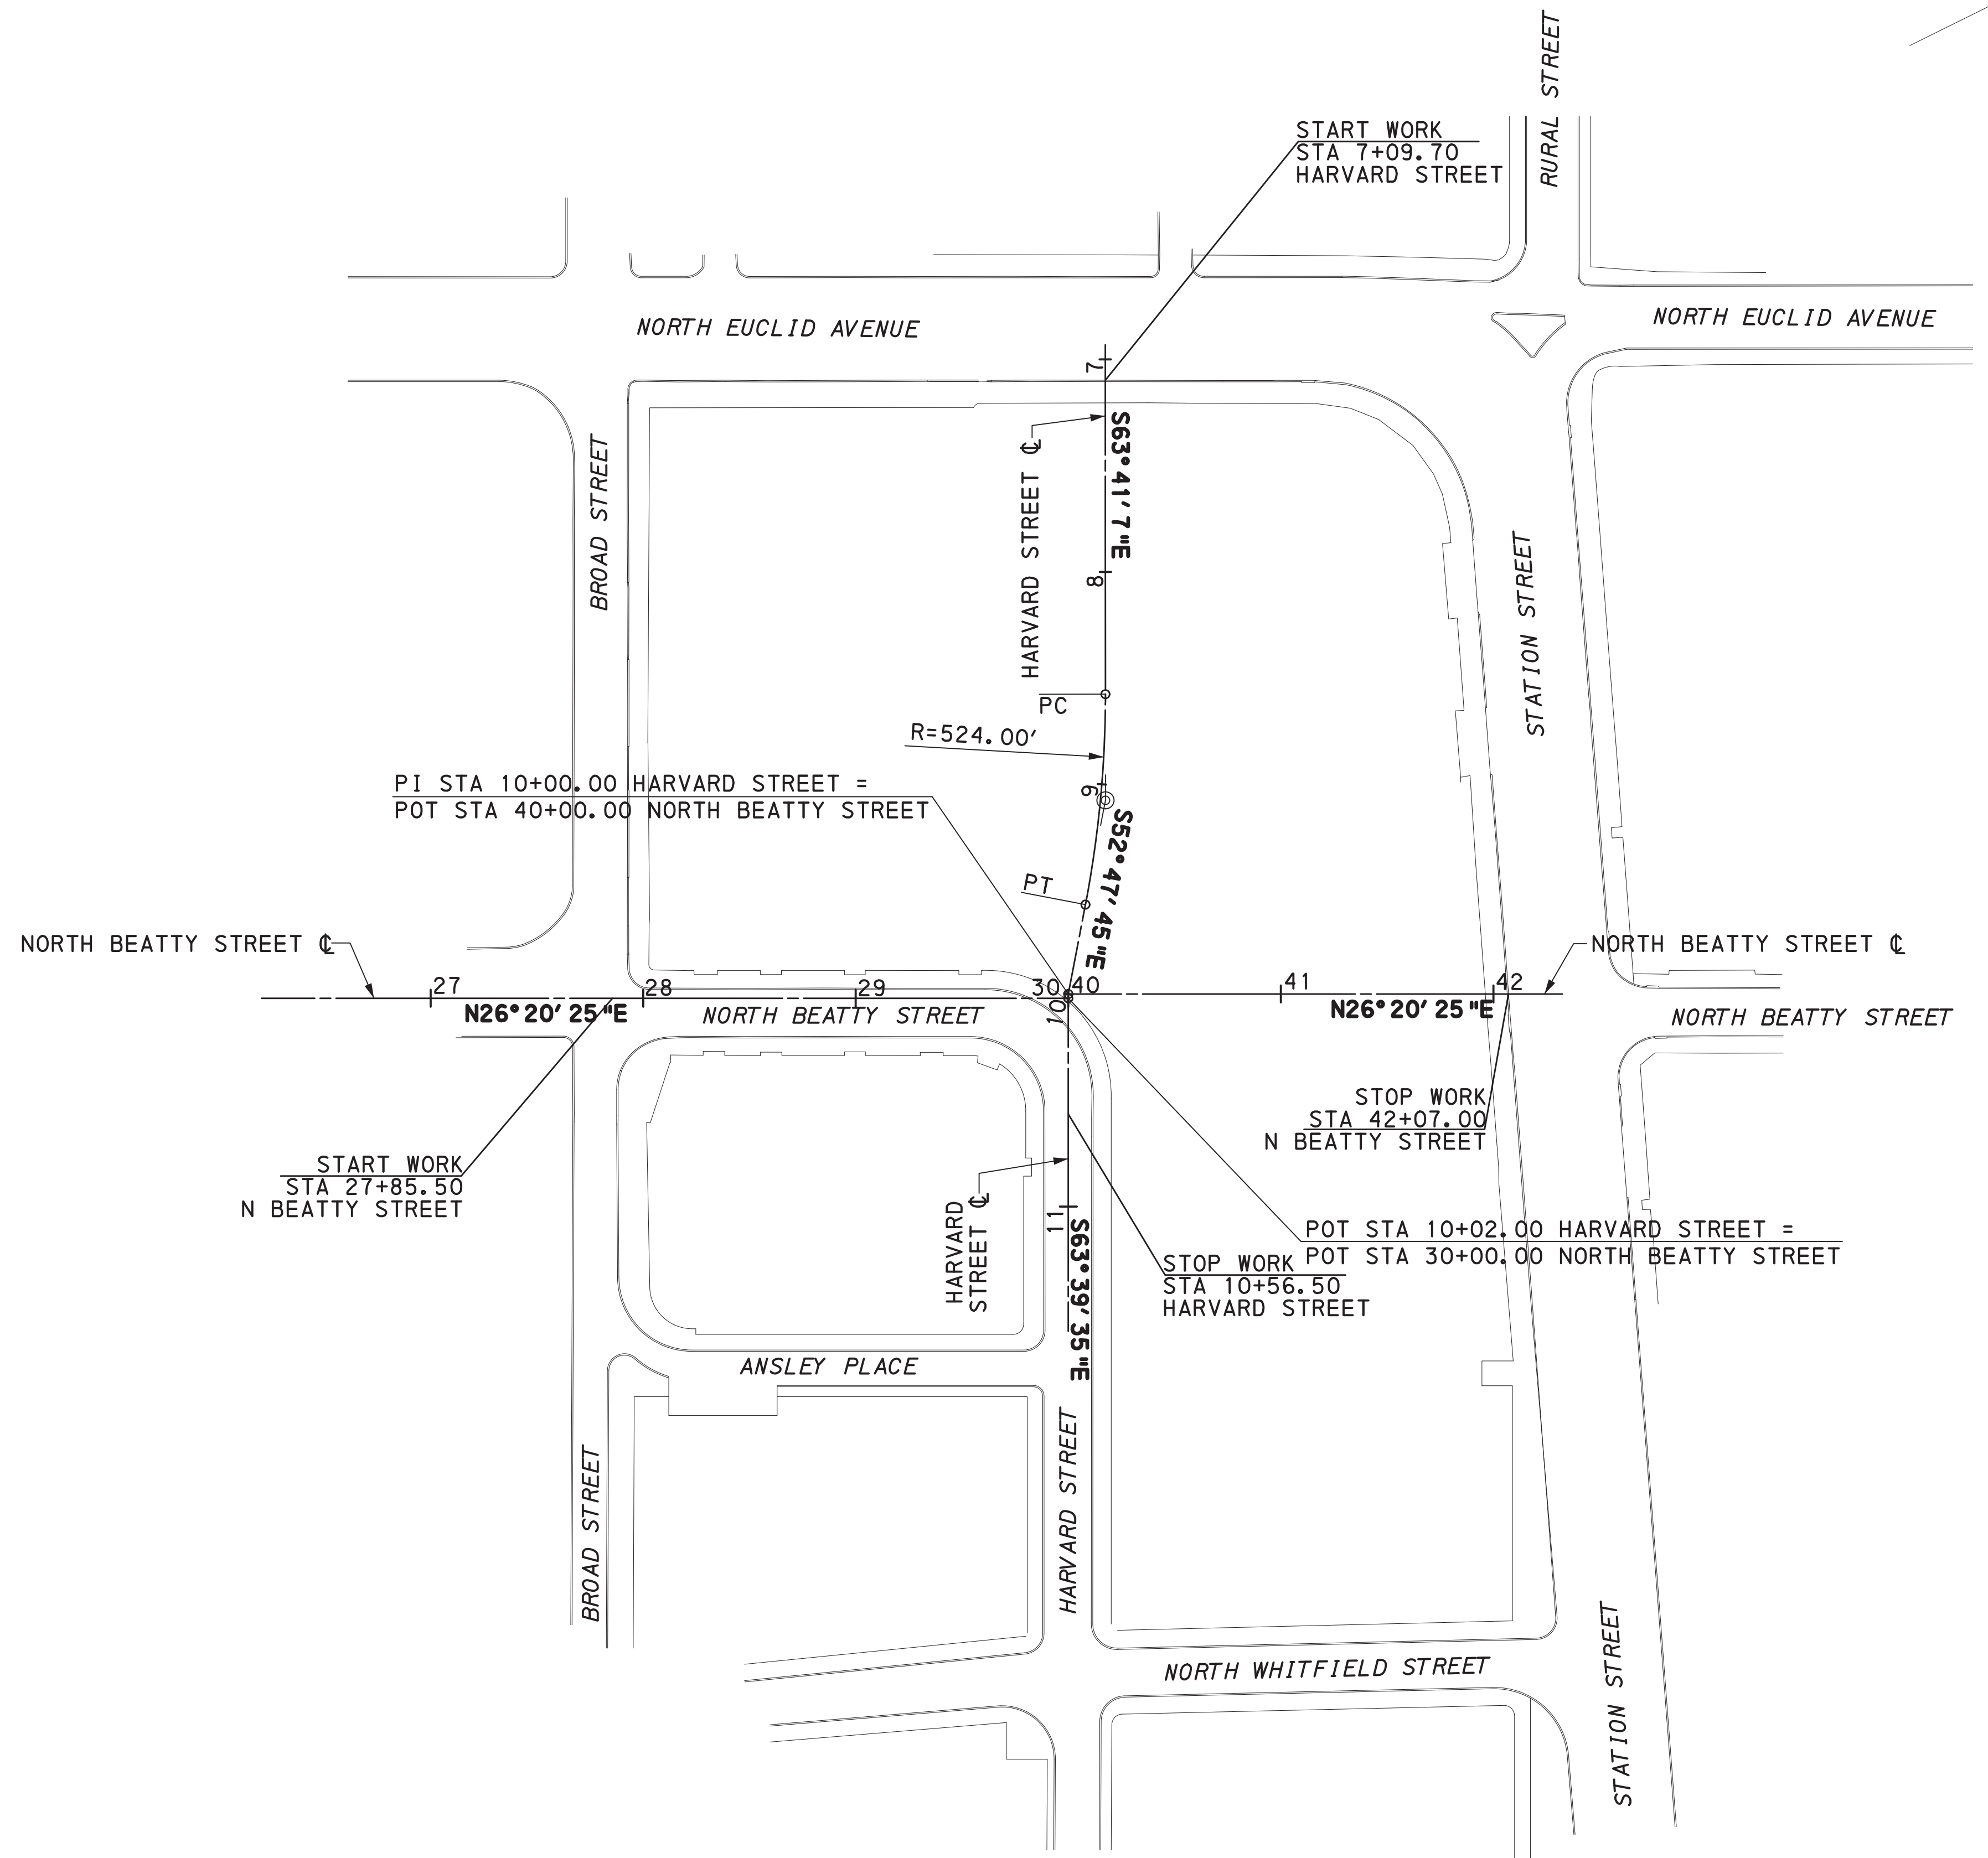 RURAL STREET
START WORK
STA 7+09.70
HARVARD STREET
NORTH EUCLID AVENUE
NORTH EUCLID AVENUE
7
S63°41'7"E
HARVARD STREET ℄
BROAD STREET
8
STATION STREET
PC
R=524.00'
PI STA 10+00.00 HARVARD STREET =
POT STA 40+00.00 NORTH BEATTY STREET
9
S52°47'45"E
PT
NORTH BEATTY STREET ℄
NORTH BEATTY STREET ℄
27
28
29
30
40
41
42
10
N26°20'25"E
NORTH BEATTY STREET
N26°20'25"E
NORTH BEATTY STREET
STOP WORK
STA 42+07.00
N BEATTY STREET
START WORK
STA 27+85.50
N BEATTY STREET
HARVARD
STREET ℄
11
S63°39'35"E
POT STA 10+02.00 HARVARD STREET =
POT STA 30+00.00 NORTH BEATTY STREET
STOP WORK
STA 10+56.50
HARVARD STREET
ANSLEY PLACE
BROAD STREET
HARVARD STREET
NORTH WHITFIELD STREET
STATION STREET